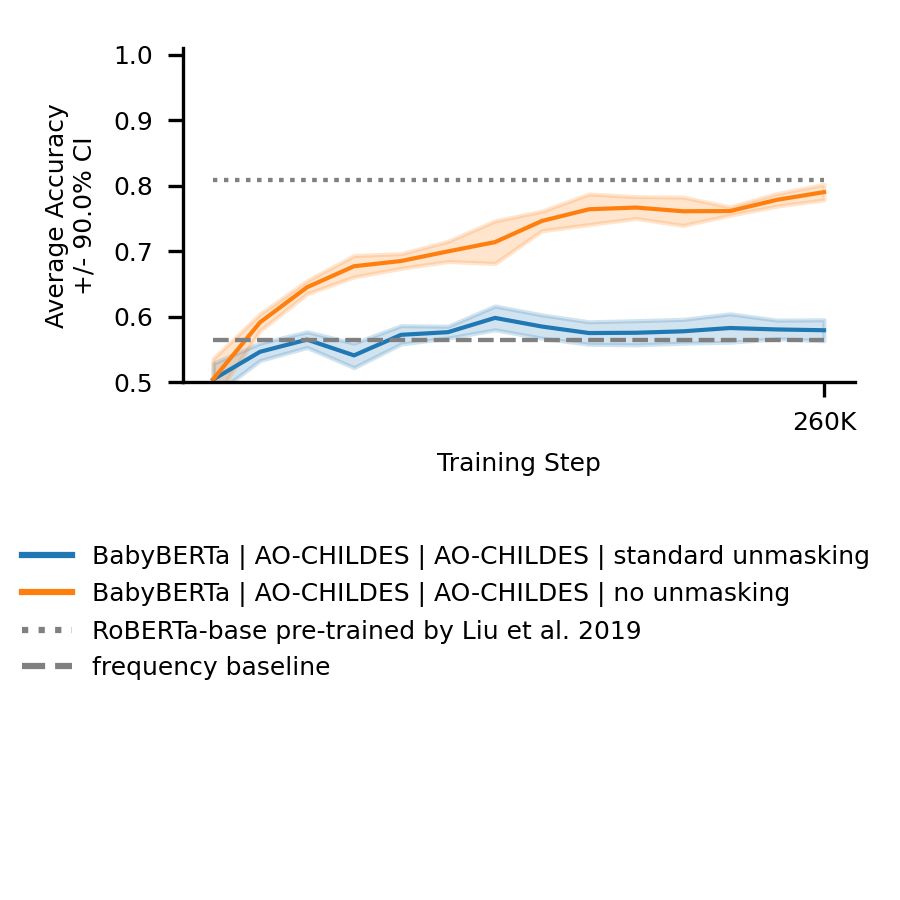 1.0
0.9
0.8
0.7
0.6
0.5
Average Accuracy
+/- 90.0% CI
260K
Training Step
BabyBERTa | AO-CHILDES | AO-CHILDES | standard unmasking
BabyBERTa | AO-CHILDES | AO-CHILDES | no unmasking
RoBERTa-base pre-trained by Liu et al. 2019
frequency baseline